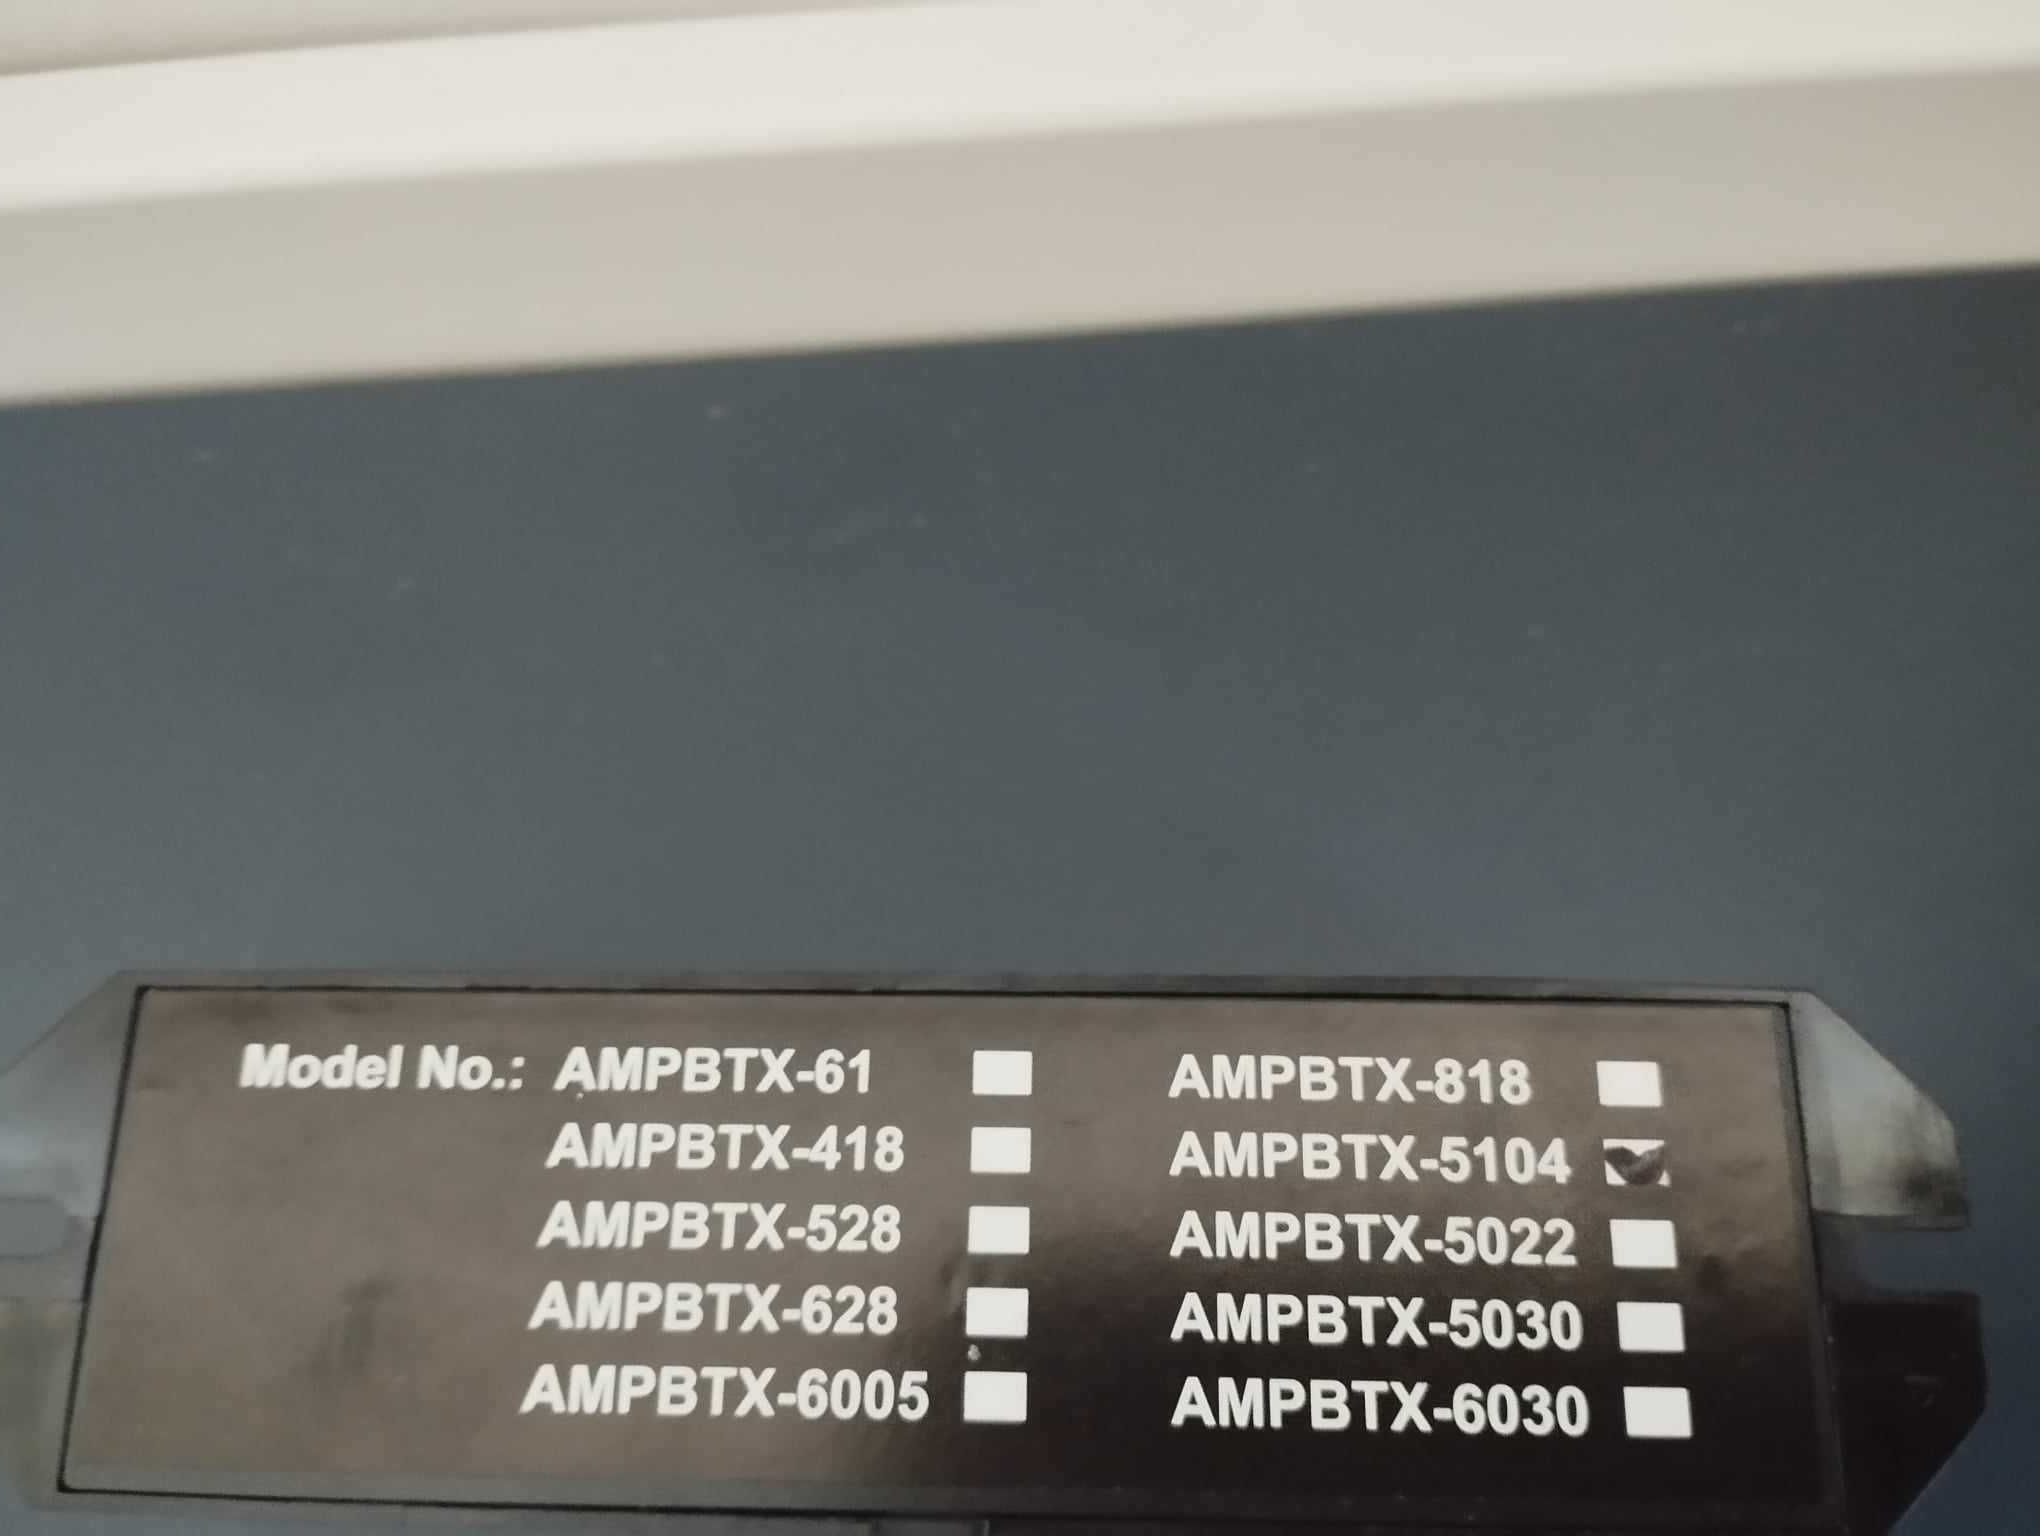 Model No.: AMPBTX-61 AMPBTX-818
AMPBTX-418 AMPBTX-5104
AMPBTX-528 AMPBTX-5022
AMPBTX-628 AMPBTX-5030
AMPBTX-6005 AMPBTX-6030